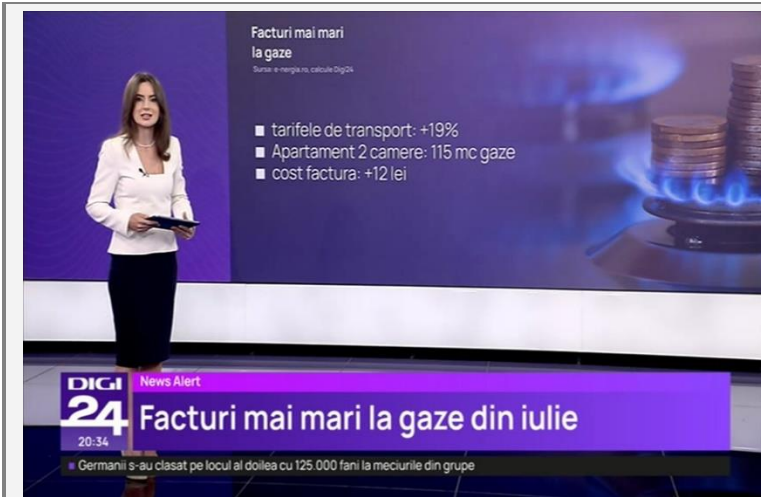 Facturi mai mari
la gaze
Sursa: e-nergia.ro, calcule Digi24
■ tarifele de transport: +19%
■ Apartament 2 camere: 115 mc gaze
■ cost factura: +12 lei
DIGI
24
20:34
News Alert
Facturi mai mari la gaze din iulie
■ Germanii s-au clasat pe locul al doilea cu 125.000 fani la meciurile din grupe